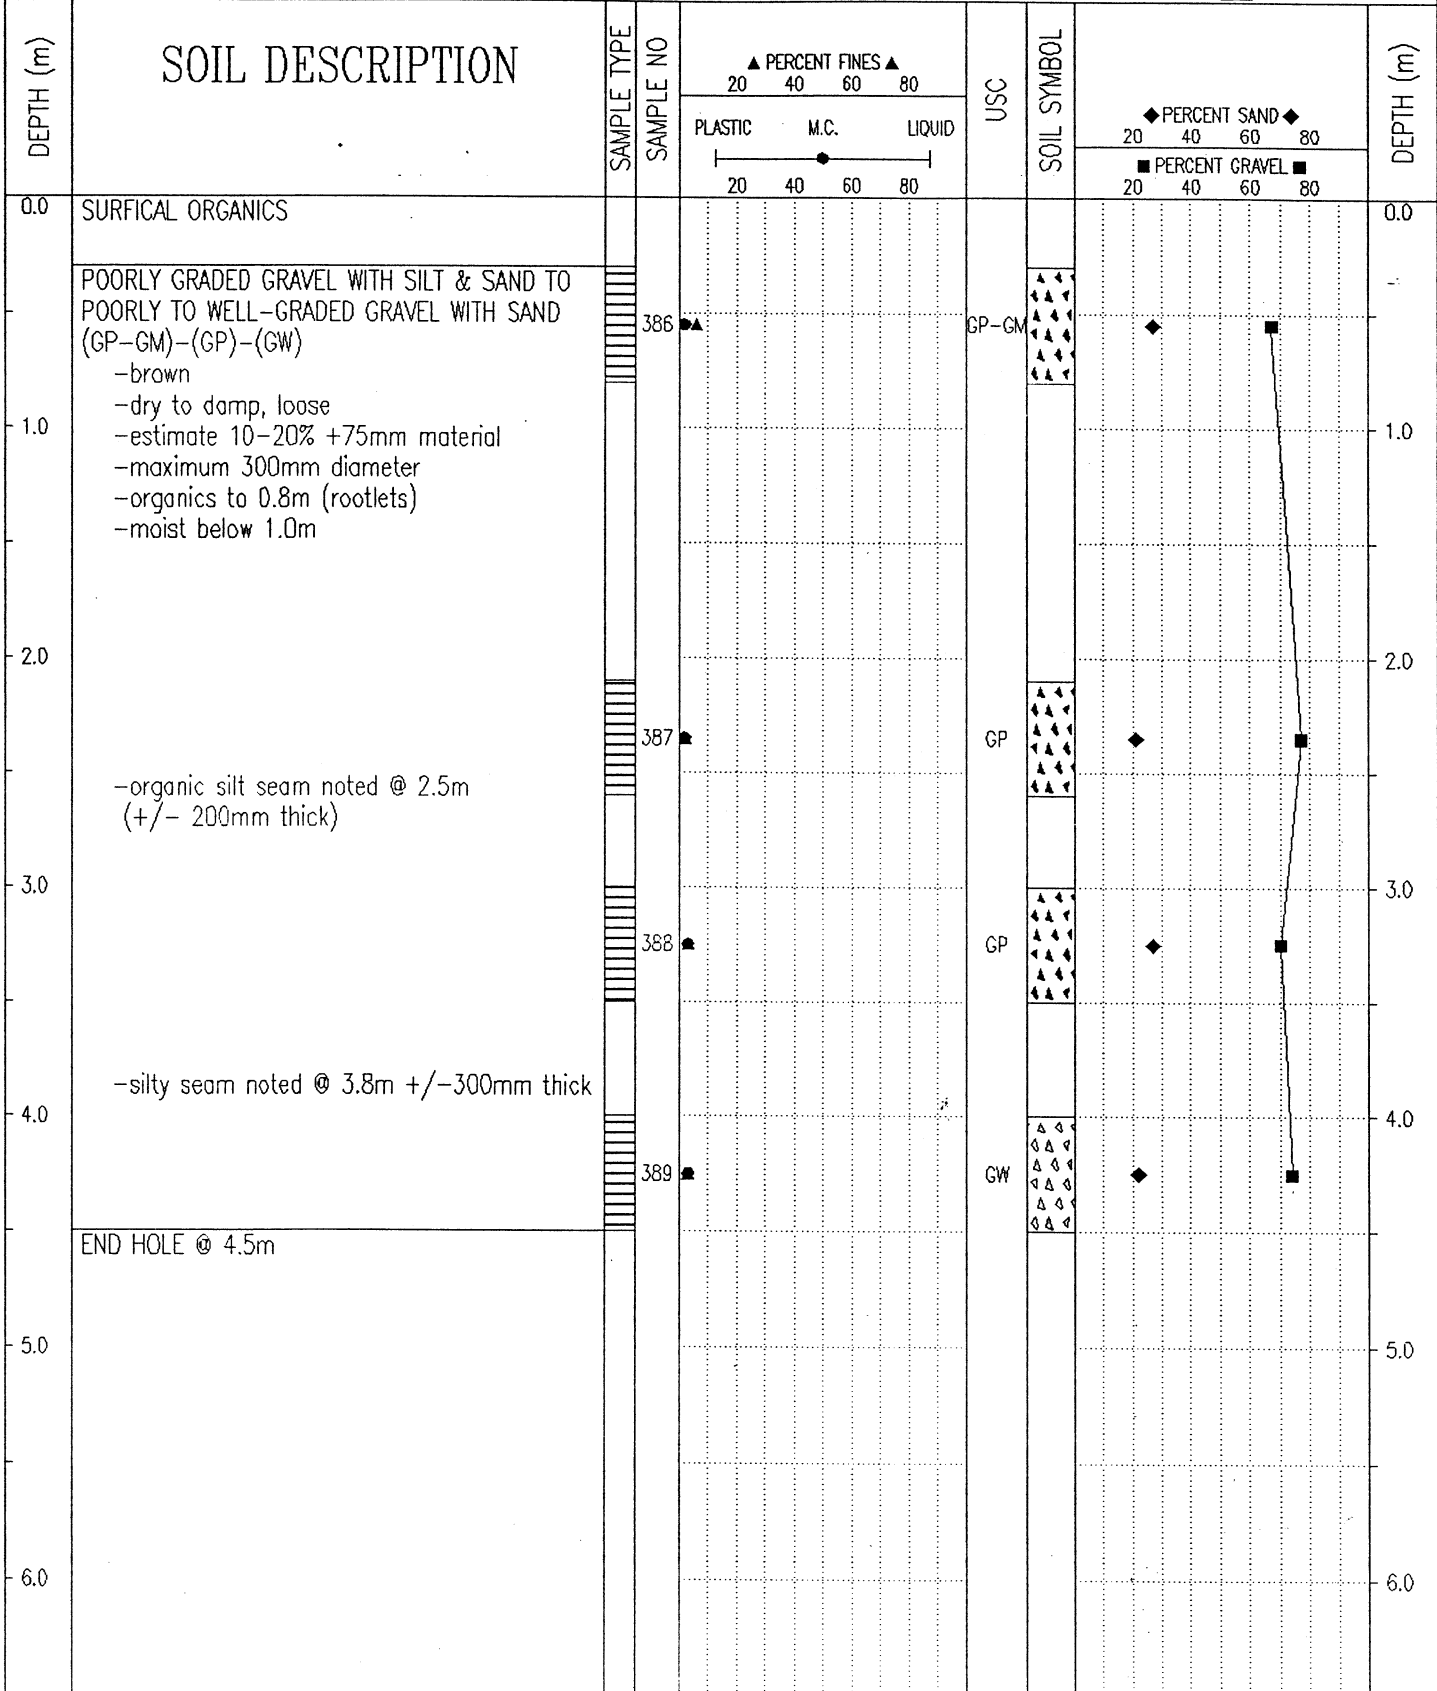 DEPTH (m)
SOIL DESCRIPTION
SAMPLE TYPE
SAMPLE NO
▲ PERCENT FINES ▲
20 40 60 80
PLASTIC M.C. LIQUID
20 40 60 80
USC
SOIL SYMBOL
◆ PERCENT SAND ◆
20 40 60 80
■ PERCENT GRAVEL ■
20 40 60 80
DEPTH (m)
0.0 SURFICAL ORGANICS 0.0
POORLY GRADED GRAVEL WITH SILT & SAND TO
POORLY TO WELL-GRADED GRAVEL WITH SAND
386 GP-GM
(GP-GM)-(GP)-(GW)
-brown
-dry to damp, loose
1.0 1.0
-estimate 10-20% +75mm material
-maximum 300mm diameter
-organics to 0.8m (rootlets)
-moist below 1.0m
2.0 2.0
387 GP
-organic silt seam noted @ 2.5m
(+/- 200mm thick)
3.0 3.0
388 GP
-silty seam noted @ 3.8m +/-300mm thick
4.0 4.0
389 GW
END HOLE @ 4.5m
5.0 5.0
6.0 6.0